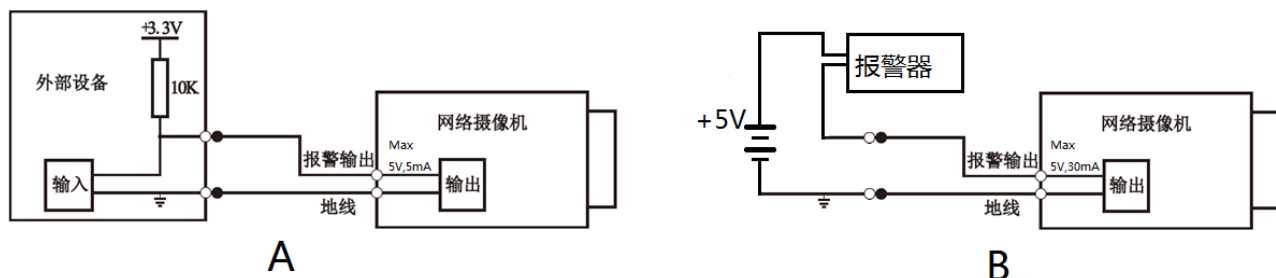 +3.3V
外部设备
10K
网络摄像机
报警输出
Max
5V,5mA
输入
输出
地线
A
报警器
+5V
网络摄像机
报警输出
Max
5V,30mA
输出
地线
B